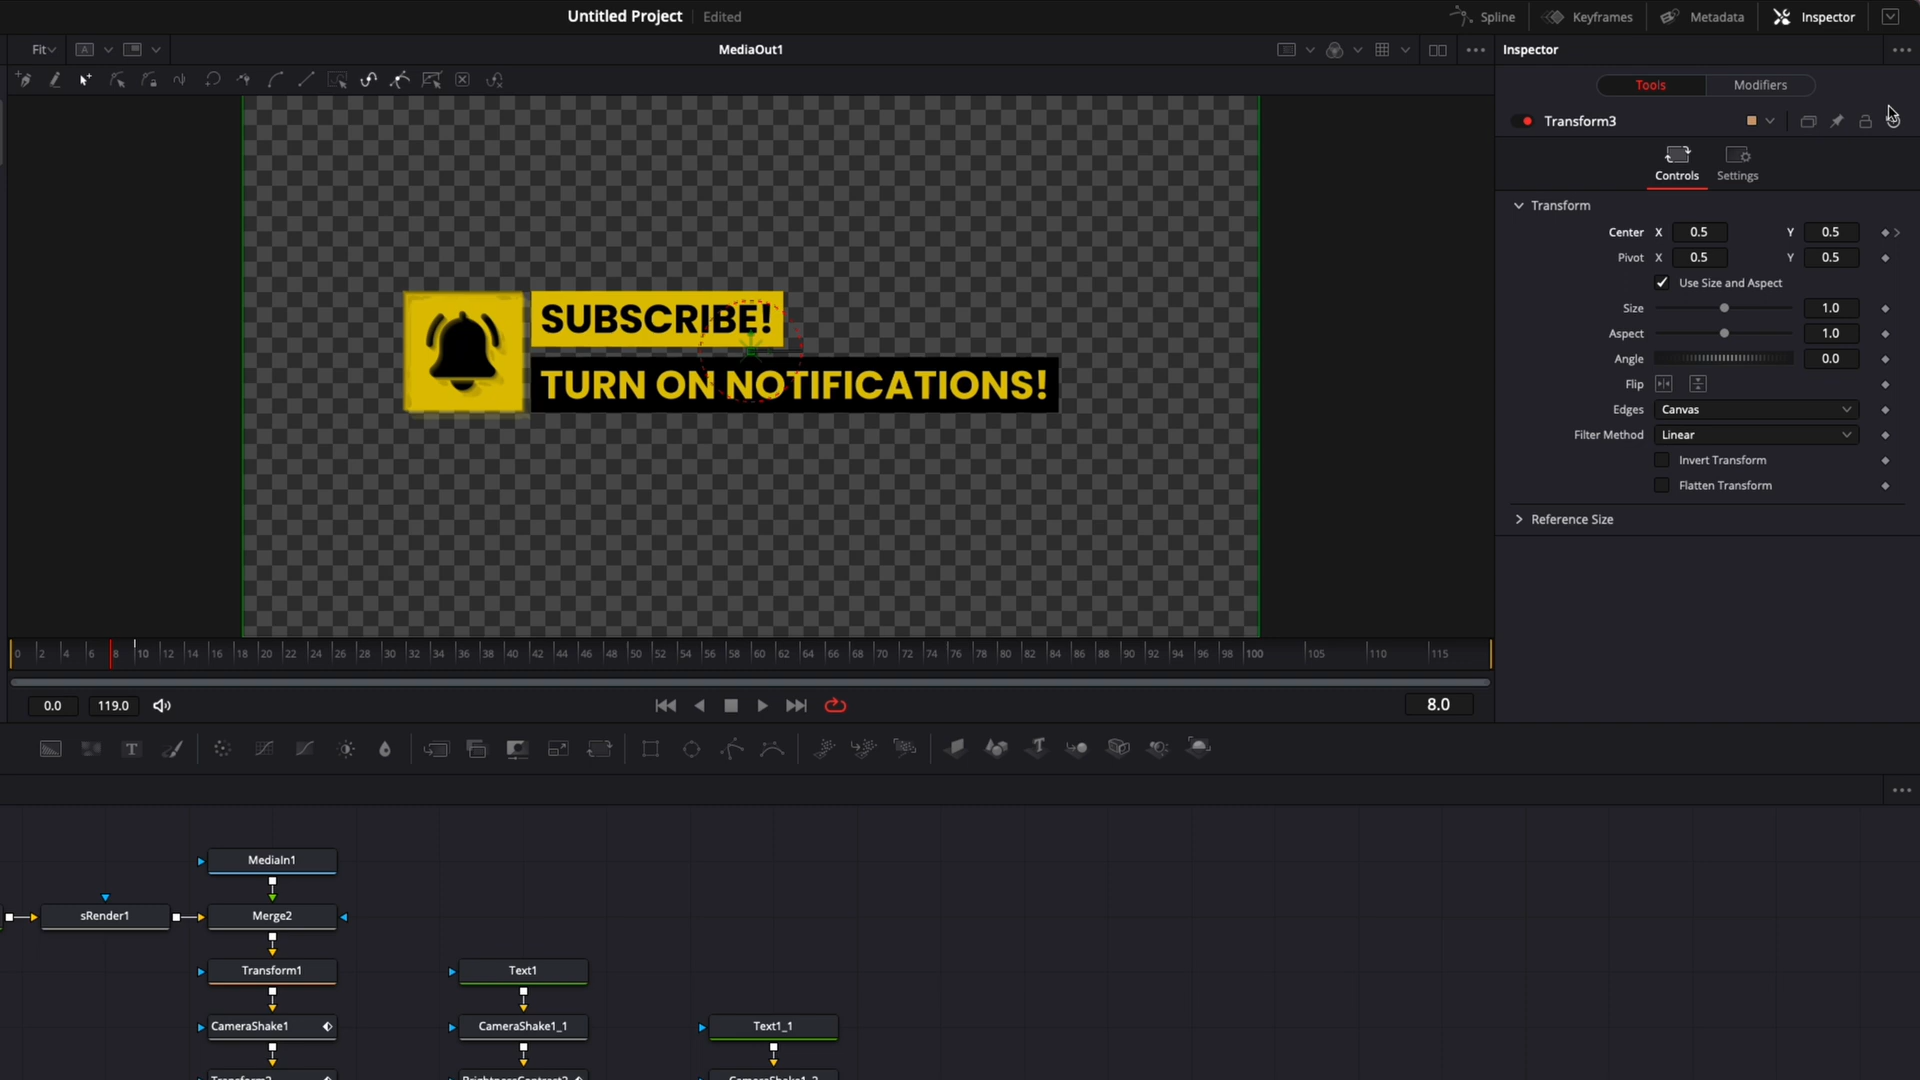 Untitled Project Edited Spline Keyframes Metadata Inspector
Fit MediaOut1 Inspector
Tools Modifiers
Transform3
Controls Settings
Transform
Center X 0.5 Y 0.5
Pivot X 0.5 Y 0.5
Use Size and Aspect
Size 1.0
Aspect 1.0
Angle 0.0
Flip
Edges Canvas
Filter Method Linear
Invert Transform
Flatten Transform
Reference Size
SUBSCRIBE!
TURN ON NOTIFICATIONS!
0 2 4 6 8 10 12 14 16 18 20 22 24 26 28 30 32 34 36 38 40 42 44 46 48 50 52 54 56 58 60 62 64 66 68 70 72 74 76 78 80 82 84 86 88 90 92 94 96 98 100 105 110 115
0.0 119.0 8.0
MediaIn1
sRender1 Merge2
Transform1 Text1
CameraShake1 CameraShake1_1 Text1_1